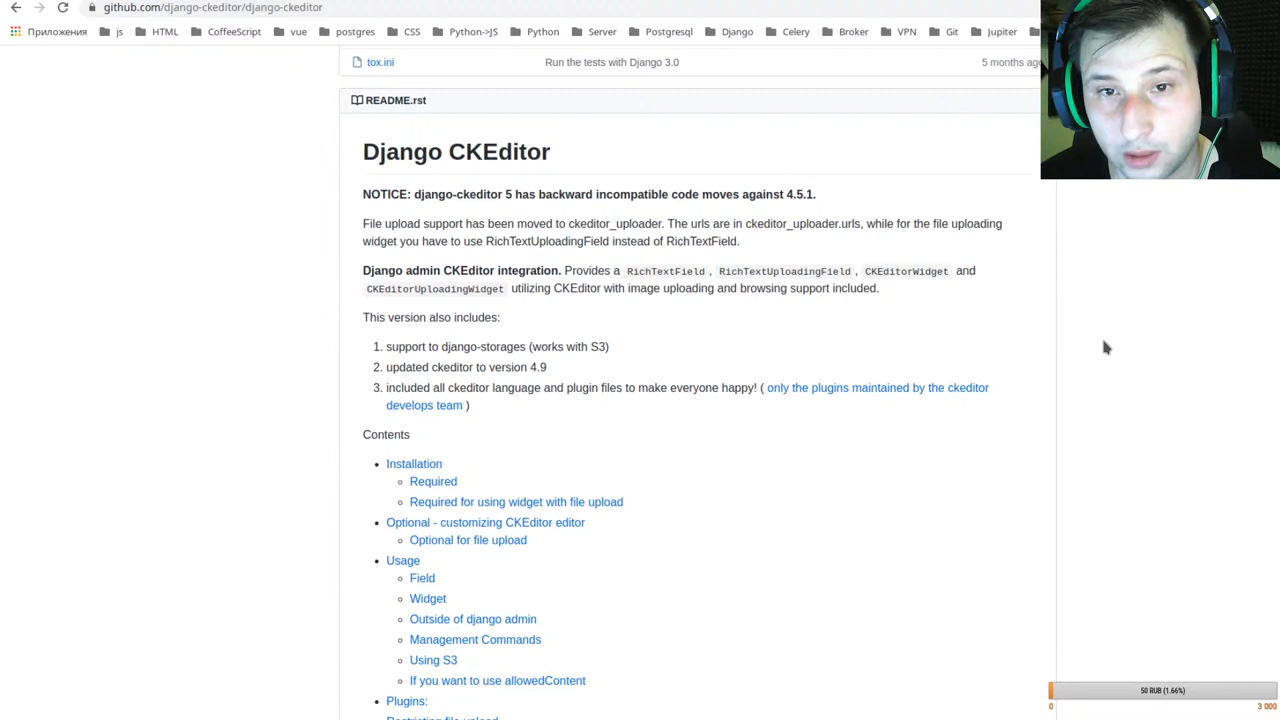 github.com/django-ckeditor/django-ckeditor
Приложения js HTML CoffeeScript vue postgres CSS Python->JS Python Server Postgresql Django Celery Broker VPN Git Jupiter
tox.ini Run the tests with Django 3.0 5 months ago
README.rst
Django CKEditor
NOTICE: django-ckeditor 5 has backward incompatible code moves against 4.5.1.
File upload support has been moved to ckeditor_uploader. The urls are in ckeditor_uploader.urls, while for the file uploading
widget you have to use RichTextUploadingField instead of RichTextField.
Django admin CKEditor integration. Provides a RichTextField , RichTextUploadingField , CKEditorWidget and
CKEditorUploadingWidget utilizing CKEditor with image uploading and browsing support included.
This version also includes:
1. support to django-storages (works with S3)
2. updated ckeditor to version 4.9
3. included all ckeditor language and plugin files to make everyone happy! ( only the plugins maintained by the ckeditor
develops team )
Contents
• Installation
Required
Required for using widget with file upload
• Optional - customizing CKEditor editor
Optional for file upload
• Usage
Field
Widget
Outside of django admin
Management Commands
Using S3
If you want to use allowedContent
• Plugins:
Restricting file upload
50 RUB (1.66%)
0 3 000